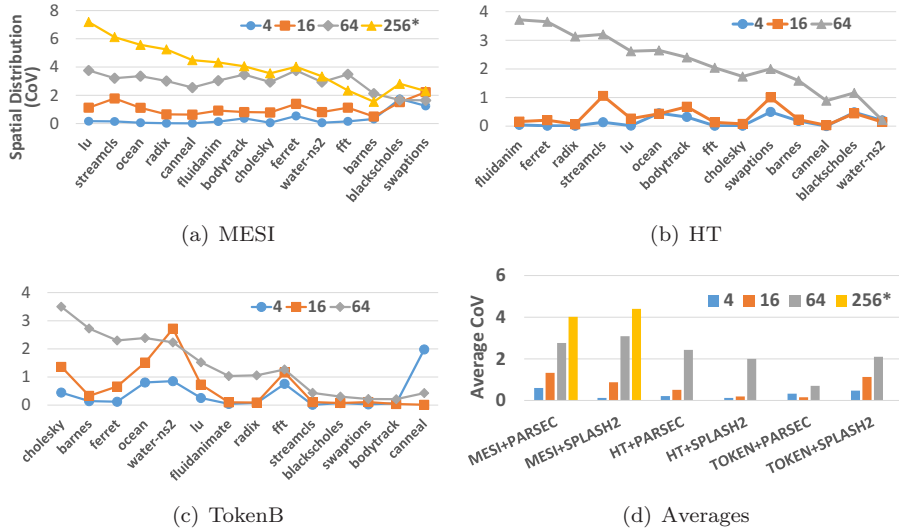 Spatial Distribution
(CoV)
8
6
4
2
0
4 16 64 256*
lu
streamcls
ocean
radix
canneal
fluidanim
bodytrack
cholesky
ferret
water-ns2
fft
barnes
blackscholes
swaptions
(a) MESI
4
3
2
1
0
4 16 64
fluidanim
ferret
radix
streamcls
lu
ocean
bodytrack
fft
cholesky
swaptions
barnes
canneal
blackscholes
water-ns2
(b) HT
4
3
2
1
0
4 16 64
cholesky
barnes
ferret
ocean
water-ns2
lu
fluidanimate
radix
fft
streamcls
blackscholes
swaptions
bodytrack
canneal
(c) TokenB
Average CoV
6
4
2
0
4 16 64 256*
MESI+PARSEC
MESI+SPLASH2
HT+PARSEC
HT+SPLASH2
TOKEN+PARSEC
TOKEN+SPLASH2
(d) Averages